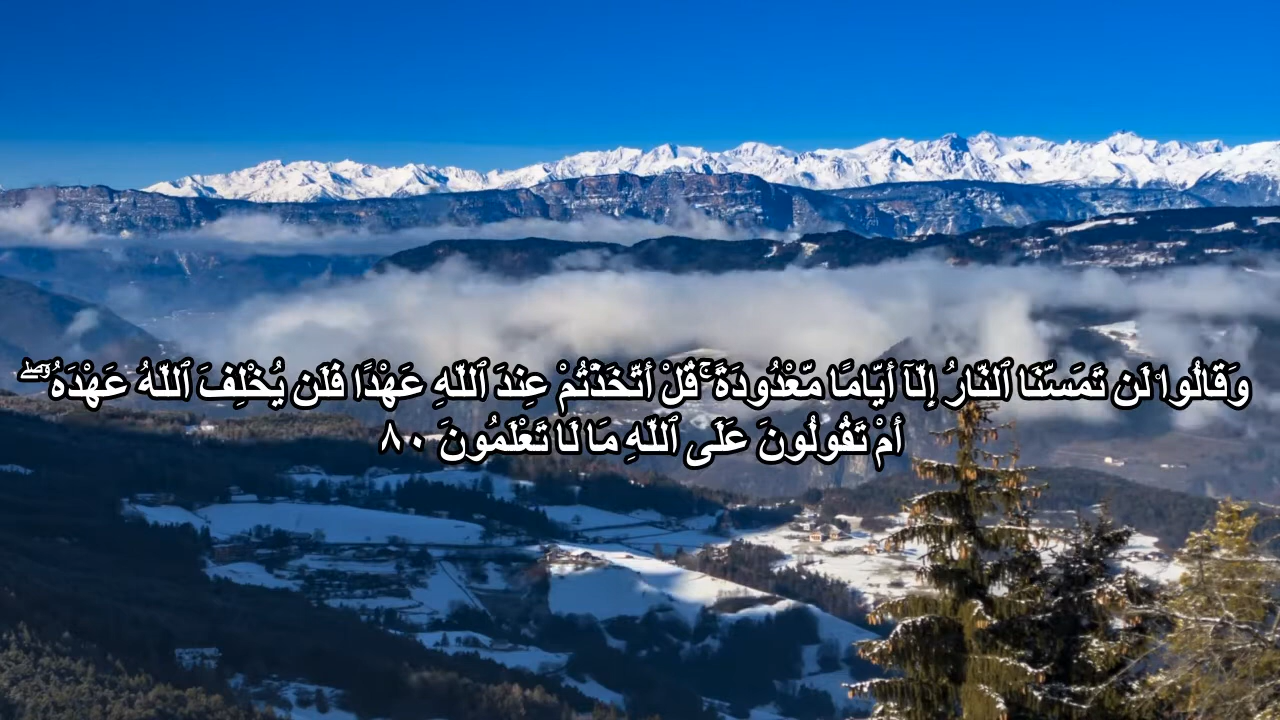 وَقَالُوا۟ لَن تَمَسَّنَا ٱلنَّارُ إِلَّآ أَيَّامًا مَّعْدُودَةً ۚ قُلْ أَتَّخَذْتُمْ عِندَ ٱللَّهِ عَهْدًا فَلَن يُخْلِفَ ٱللَّهُ عَهْدَهُۥٓ ۖ
أَمْ تَقُولُونَ عَلَى ٱللَّهِ مَا لَا تَعْلَمُونَ ٨٠